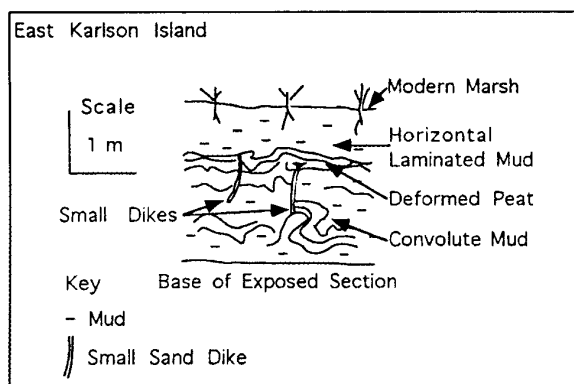 East Karlson Island
Modern Marsh
Scale
1 m
Horizontal
Laminated Mud
Deformed Peat
Small Dikes
Convolute Mud
Key
Base of Exposed Section
- Mud
Small Sand Dike